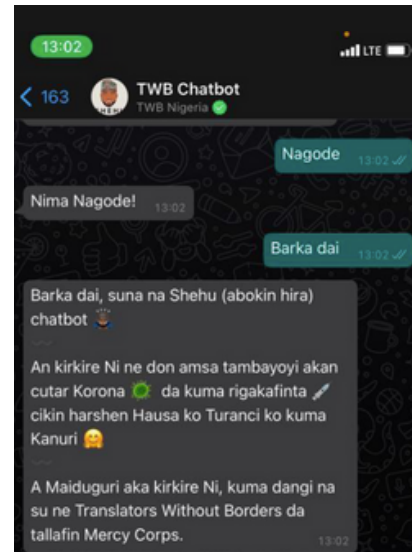 13:02
LTE
163
TWB Chatbot
TWB Nigeria
Nagode 13:02
Nima Nagode! 13:02
Barka dai 13:02
Barka dai, suna na Shehu (abokin hira)
chatbot
An kirkire Ni ne don amsa tambayoyi akan
cutar Korona 🦠 da kuma rigakafinta 💉
cikin harshen Hausa ko Turanci ko kuma
Kanuri 🤗
A Maiduguri aka kirkire Ni, kuma dangi na
su ne Translators Without Borders da
tallafin Mercy Corps. 13:02